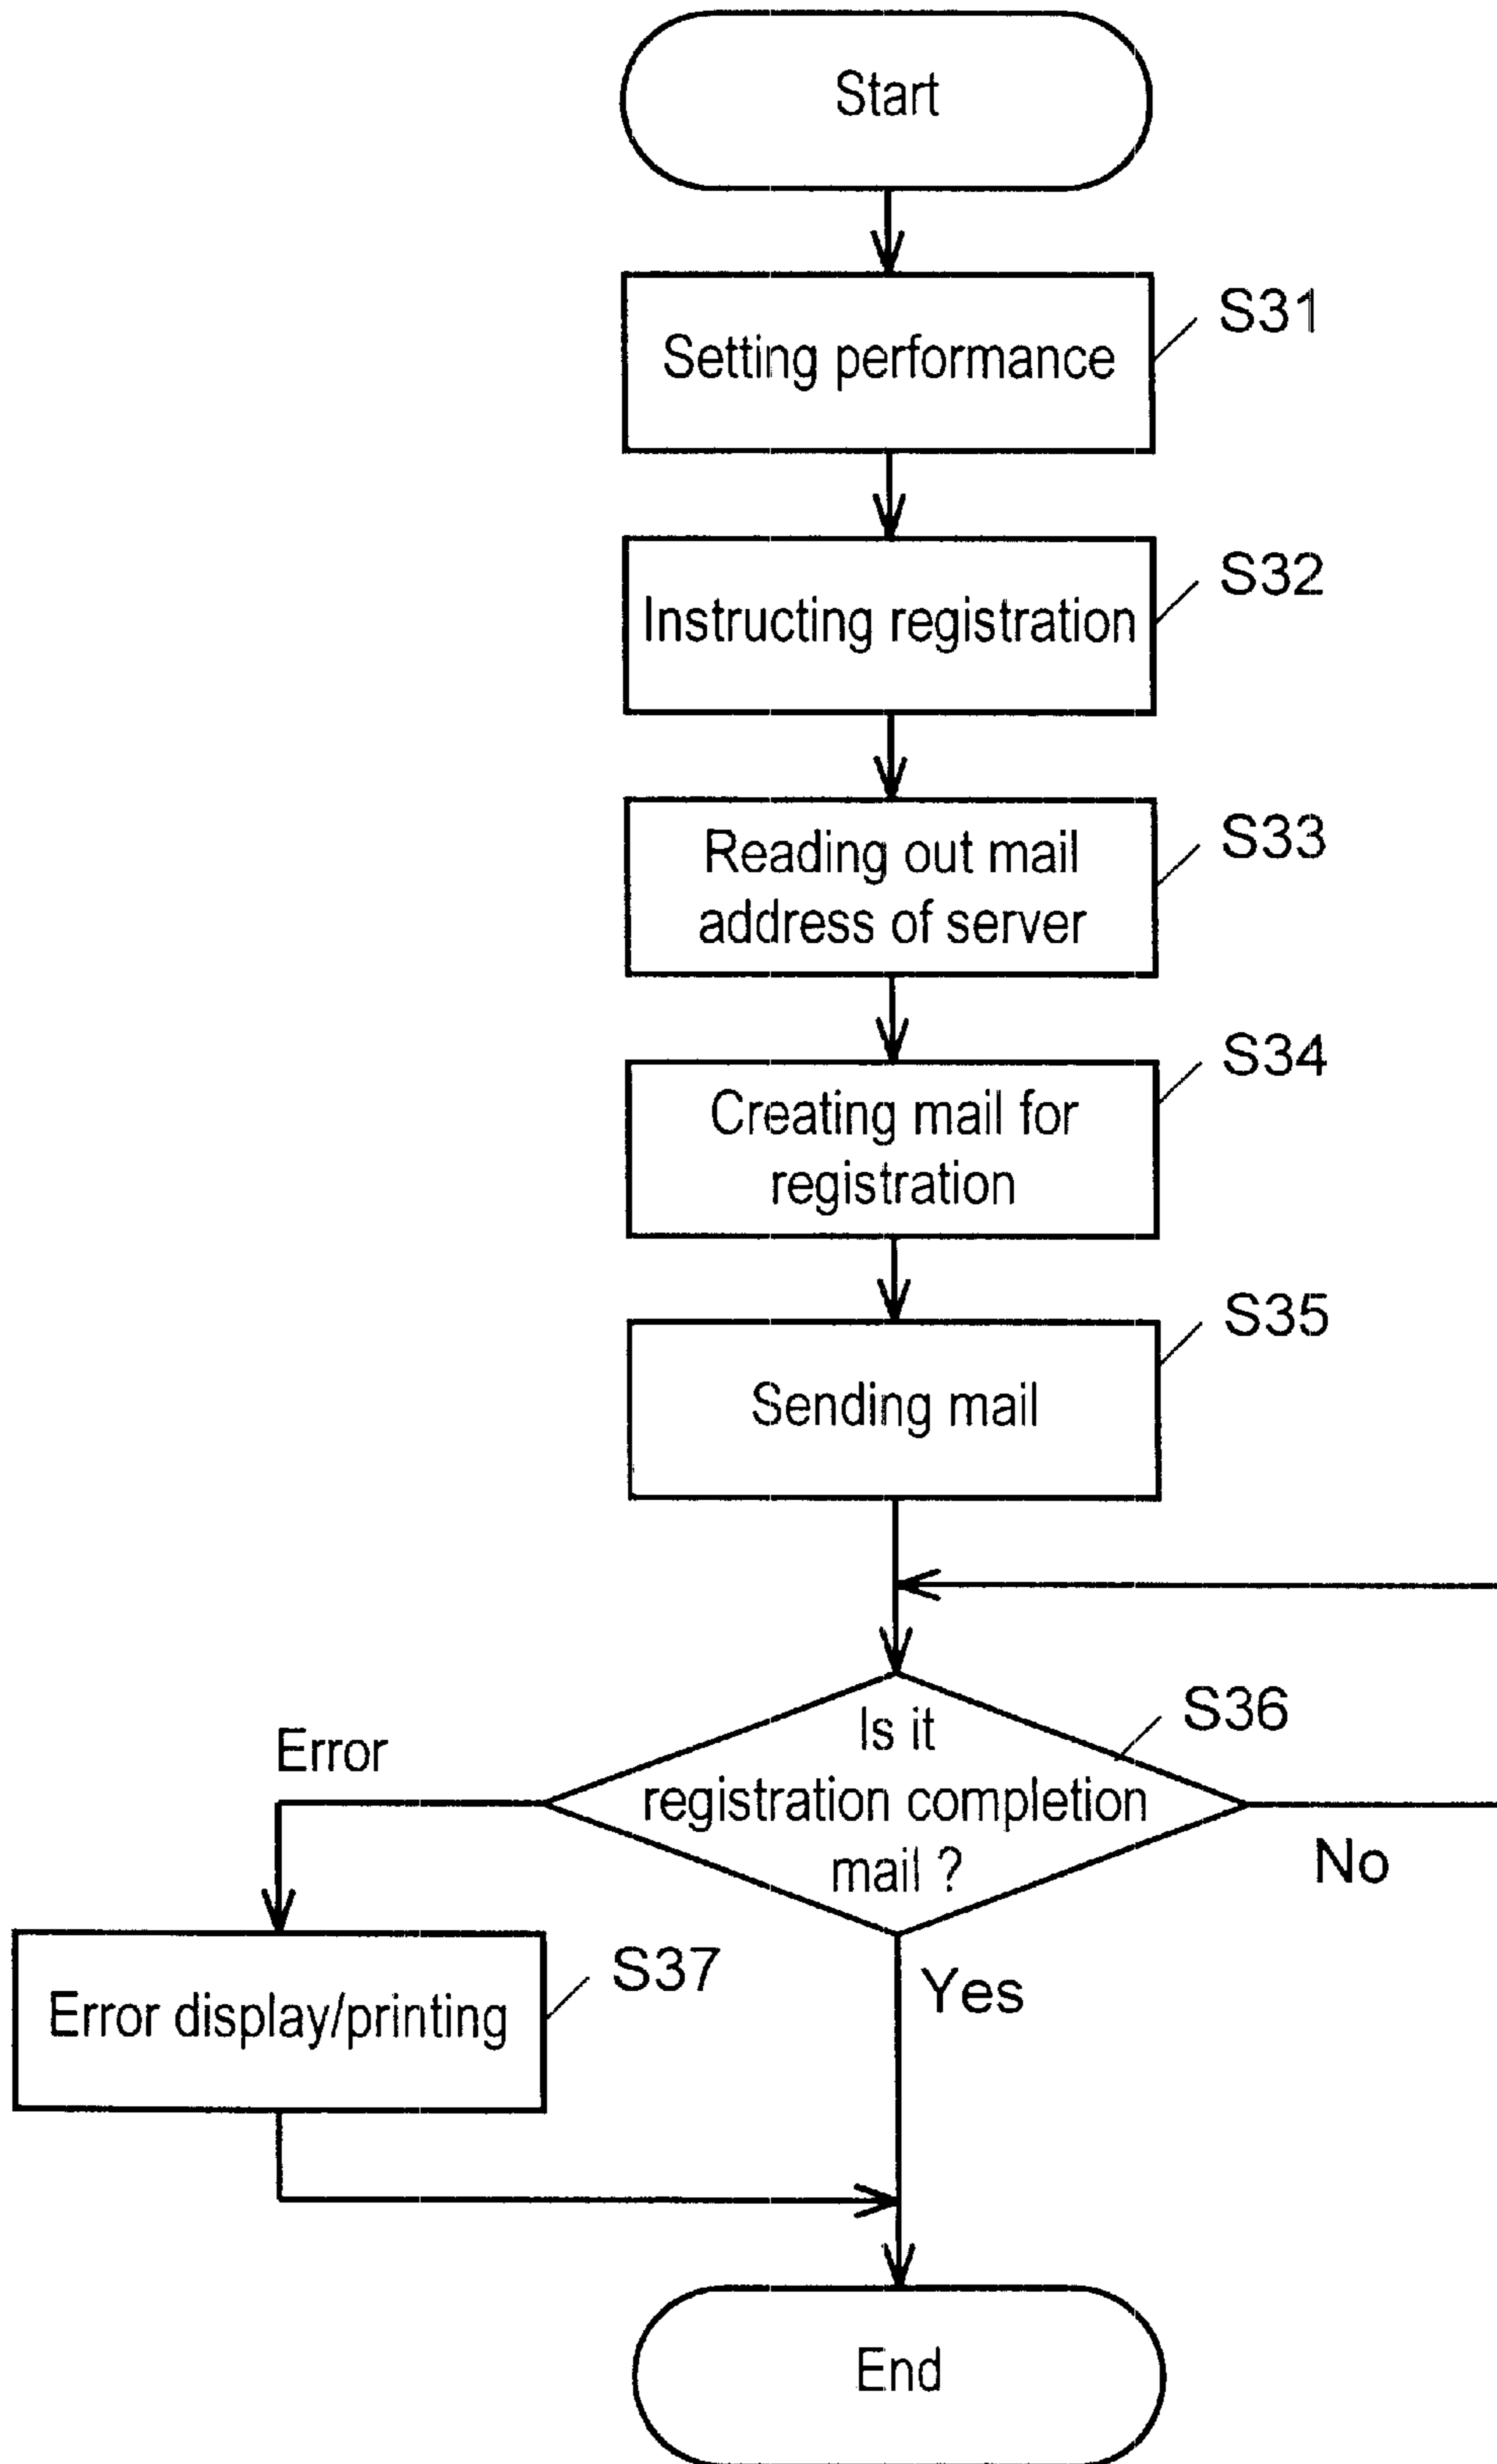 Start
Setting performance
S31
Instructing registration
S32
Reading out mail
address of server
S33
Creating mail for
registration
S34
Sending mail
S35
Is it
registration completion
mail ?
S36
Error
No
Yes
Error display/printing
S37
End